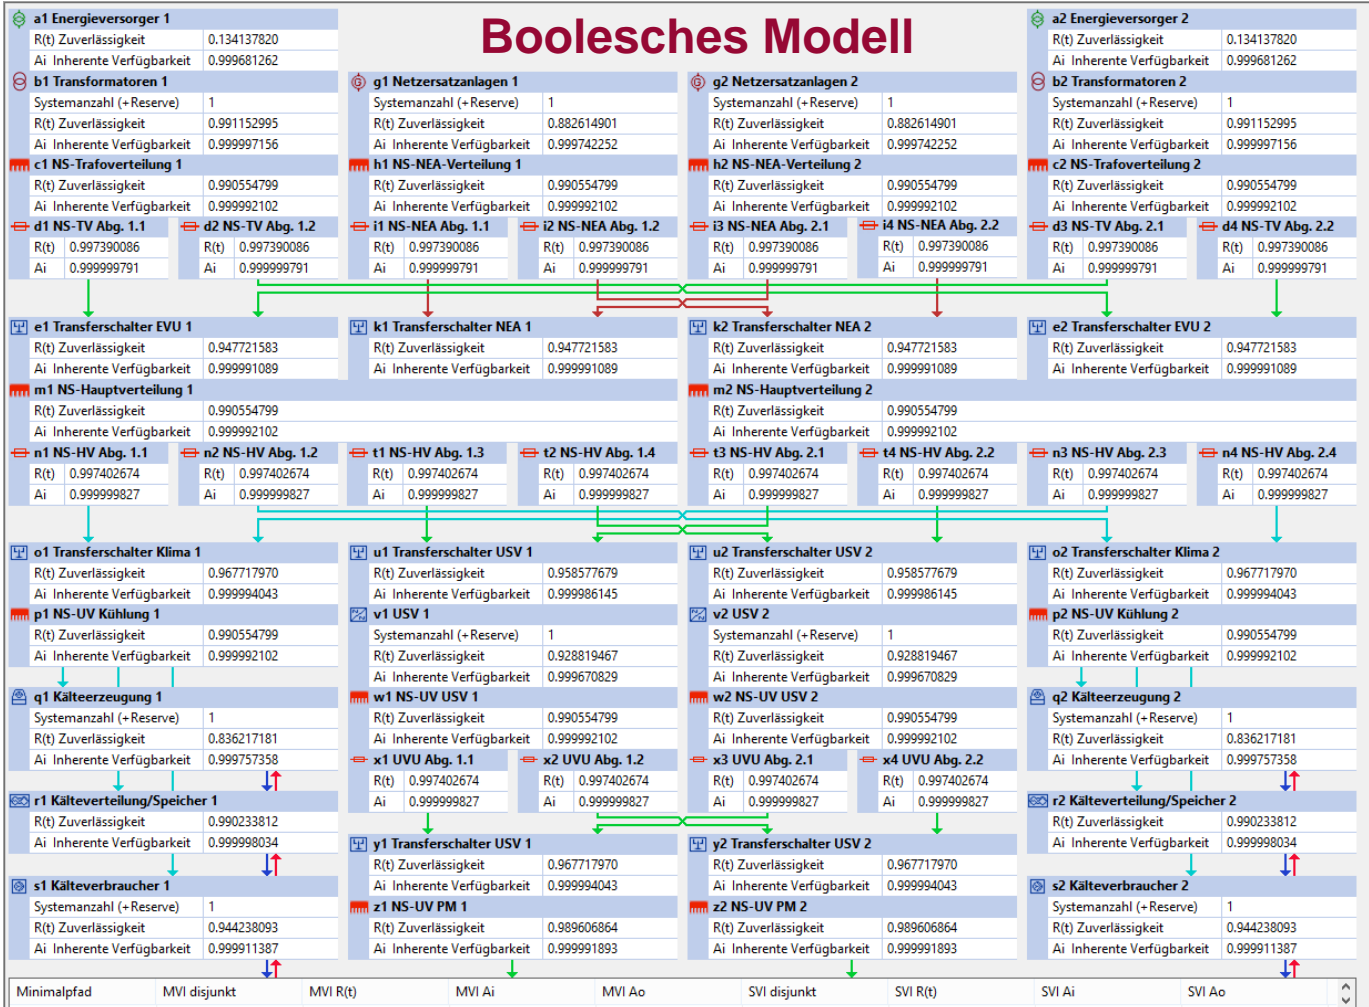 Boolesches Modell
a1 Energieversorger 1
R(t) Zuverlässigkeit 0.134137820
Ai Inherente Verfügbarkeit 0.999681262
a2 Energieversorger 2
R(t) Zuverlässigkeit 0.134137820
Ai Inherente Verfügbarkeit 0.999681262
b1 Transformatoren 1
Systemanzahl (+Reserve) 1
R(t) Zuverlässigkeit 0.991152995
Ai Inherente Verfügbarkeit 0.999997156
g1 Netzersatzanlagen 1
Systemanzahl (+Reserve) 1
R(t) Zuverlässigkeit 0.882614901
Ai Inherente Verfügbarkeit 0.999742252
g2 Netzersatzanlagen 2
Systemanzahl (+Reserve) 1
R(t) Zuverlässigkeit 0.882614901
Ai Inherente Verfügbarkeit 0.999742252
b2 Transformatoren 2
Systemanzahl (+Reserve) 1
R(t) Zuverlässigkeit 0.991152995
Ai Inherente Verfügbarkeit 0.999997156
c1 NS-Trafoverteilung 1
R(t) Zuverlässigkeit 0.990554799
Ai Inherente Verfügbarkeit 0.999992102
h1 NS-NEA-Verteilung 1
R(t) Zuverlässigkeit 0.990554799
Ai Inherente Verfügbarkeit 0.999992102
h2 NS-NEA-Verteilung 2
R(t) Zuverlässigkeit 0.990554799
Ai Inherente Verfügbarkeit 0.999992102
c2 NS-Trafoverteilung 2
R(t) Zuverlässigkeit 0.990554799
Ai Inherente Verfügbarkeit 0.999992102
d1 NS-TV Abg. 1.1
R(t) 0.997390086
Ai 0.999999791
d2 NS-TV Abg. 1.2
R(t) 0.997390086
Ai 0.999999791
i1 NS-NEA Abg. 1.1
R(t) 0.997390086
Ai 0.999999791
i2 NS-NEA Abg. 1.2
R(t) 0.997390086
Ai 0.999999791
i3 NS-NEA Abg. 2.1
R(t) 0.997390086
Ai 0.999999791
i4 NS-NEA Abg. 2.2
R(t) 0.997390086
Ai 0.999999791
d3 NS-TV Abg. 2.1
R(t) 0.997390086
Ai 0.999999791
d4 NS-TV Abg. 2.2
R(t) 0.997390086
Ai 0.999999791
e1 Transferschalter EVU 1
R(t) Zuverlässigkeit 0.947721583
Ai Inherente Verfügbarkeit 0.999991089
k1 Transferschalter NEA 1
R(t) Zuverlässigkeit 0.947721583
Ai Inherente Verfügbarkeit 0.999991089
k2 Transferschalter NEA 2
R(t) Zuverlässigkeit 0.947721583
Ai Inherente Verfügbarkeit 0.999991089
e2 Transferschalter EVU 2
R(t) Zuverlässigkeit 0.947721583
Ai Inherente Verfügbarkeit 0.999991089
m1 NS-Hauptverteilung 1
R(t) Zuverlässigkeit 0.990554799
Ai Inherente Verfügbarkeit 0.999992102
m2 NS-Hauptverteilung 2
R(t) Zuverlässigkeit 0.990554799
Ai Inherente Verfügbarkeit 0.999992102
n1 NS-HV Abg. 1.1
R(t) 0.997402674
Ai 0.999999827
n2 NS-HV Abg. 1.2
R(t) 0.997402674
Ai 0.999999827
t1 NS-HV Abg. 1.3
R(t) 0.997402674
Ai 0.999999827
t2 NS-HV Abg. 1.4
R(t) 0.997402674
Ai 0.999999827
t3 NS-HV Abg. 2.1
R(t) 0.997402674
Ai 0.999999827
t4 NS-HV Abg. 2.2
R(t) 0.997402674
Ai 0.999999827
n3 NS-HV Abg. 2.3
R(t) 0.997402674
Ai 0.999999827
n4 NS-HV Abg. 2.4
R(t) 0.997402674
Ai 0.999999827
o1 Transferschalter Klima 1
R(t) Zuverlässigkeit 0.967717970
Ai Inherente Verfügbarkeit 0.999994043
u1 Transferschalter USV 1
R(t) Zuverlässigkeit 0.958577679
Ai Inherente Verfügbarkeit 0.999986145
u2 Transferschalter USV 2
R(t) Zuverlässigkeit 0.958577679
Ai Inherente Verfügbarkeit 0.999986145
o2 Transferschalter Klima 2
R(t) Zuverlässigkeit 0.967717970
Ai Inherente Verfügbarkeit 0.999994043
p1 NS-UV Kühlung 1
R(t) Zuverlässigkeit 0.990554799
Ai Inherente Verfügbarkeit 0.999992102
v1 USV 1
Systemanzahl (+Reserve) 1
R(t) Zuverlässigkeit 0.928819467
Ai Inherente Verfügbarkeit 0.999670829
v2 USV 2
Systemanzahl (+Reserve) 1
R(t) Zuverlässigkeit 0.928819467
Ai Inherente Verfügbarkeit 0.999670829
p2 NS-UV Kühlung 2
R(t) Zuverlässigkeit 0.990554799
Ai Inherente Verfügbarkeit 0.999992102
q1 Kälteerzeugung 1
Systemanzahl (+Reserve) 1
R(t) Zuverlässigkeit 0.836217181
Ai Inherente Verfügbarkeit 0.999757358
w1 NS-UV USV 1
R(t) Zuverlässigkeit 0.990554799
Ai Inherente Verfügbarkeit 0.999992102
w2 NS-UV USV 2
R(t) Zuverlässigkeit 0.990554799
Ai Inherente Verfügbarkeit 0.999992102
q2 Kälteerzeugung 2
Systemanzahl (+Reserve) 1
R(t) Zuverlässigkeit 0.836217181
Ai Inherente Verfügbarkeit 0.999757358
x1 UVU Abg. 1.1
R(t) 0.997402674
Ai 0.999999827
x2 UVU Abg. 1.2
R(t) 0.997402674
Ai 0.999999827
x3 UVU Abg. 2.1
R(t) 0.997402674
Ai 0.999999827
x4 UVU Abg. 2.2
R(t) 0.997402674
Ai 0.999999827
r1 Kälteverteilung/Speicher 1
R(t) Zuverlässigkeit 0.990233812
Ai Inherente Verfügbarkeit 0.999998034
r2 Kälteverteilung/Speicher 2
R(t) Zuverlässigkeit 0.990233812
Ai Inherente Verfügbarkeit 0.999998034
y1 Transferschalter USV 1
R(t) Zuverlässigkeit 0.967717970
Ai Inherente Verfügbarkeit 0.999994043
y2 Transferschalter USV 2
R(t) Zuverlässigkeit 0.967717970
Ai Inherente Verfügbarkeit 0.999994043
s1 Kälteverbraucher 1
Systemanzahl (+Reserve) 1
R(t) Zuverlässigkeit 0.944238093
Ai Inherente Verfügbarkeit 0.999911387
z1 NS-UV PM 1
R(t) Zuverlässigkeit 0.989606864
Ai Inherente Verfügbarkeit 0.999991893
z2 NS-UV PM 2
R(t) Zuverlässigkeit 0.989606864
Ai Inherente Verfügbarkeit 0.999991893
s2 Kälteverbraucher 2
Systemanzahl (+Reserve) 1
R(t) Zuverlässigkeit 0.944238093
Ai Inherente Verfügbarkeit 0.999911387
Minimalpfad MVI disjunkt MVI R(t) MVI Ai MVI Ao SVI disjunkt SVI R(t) SVI Ai SVI Ao